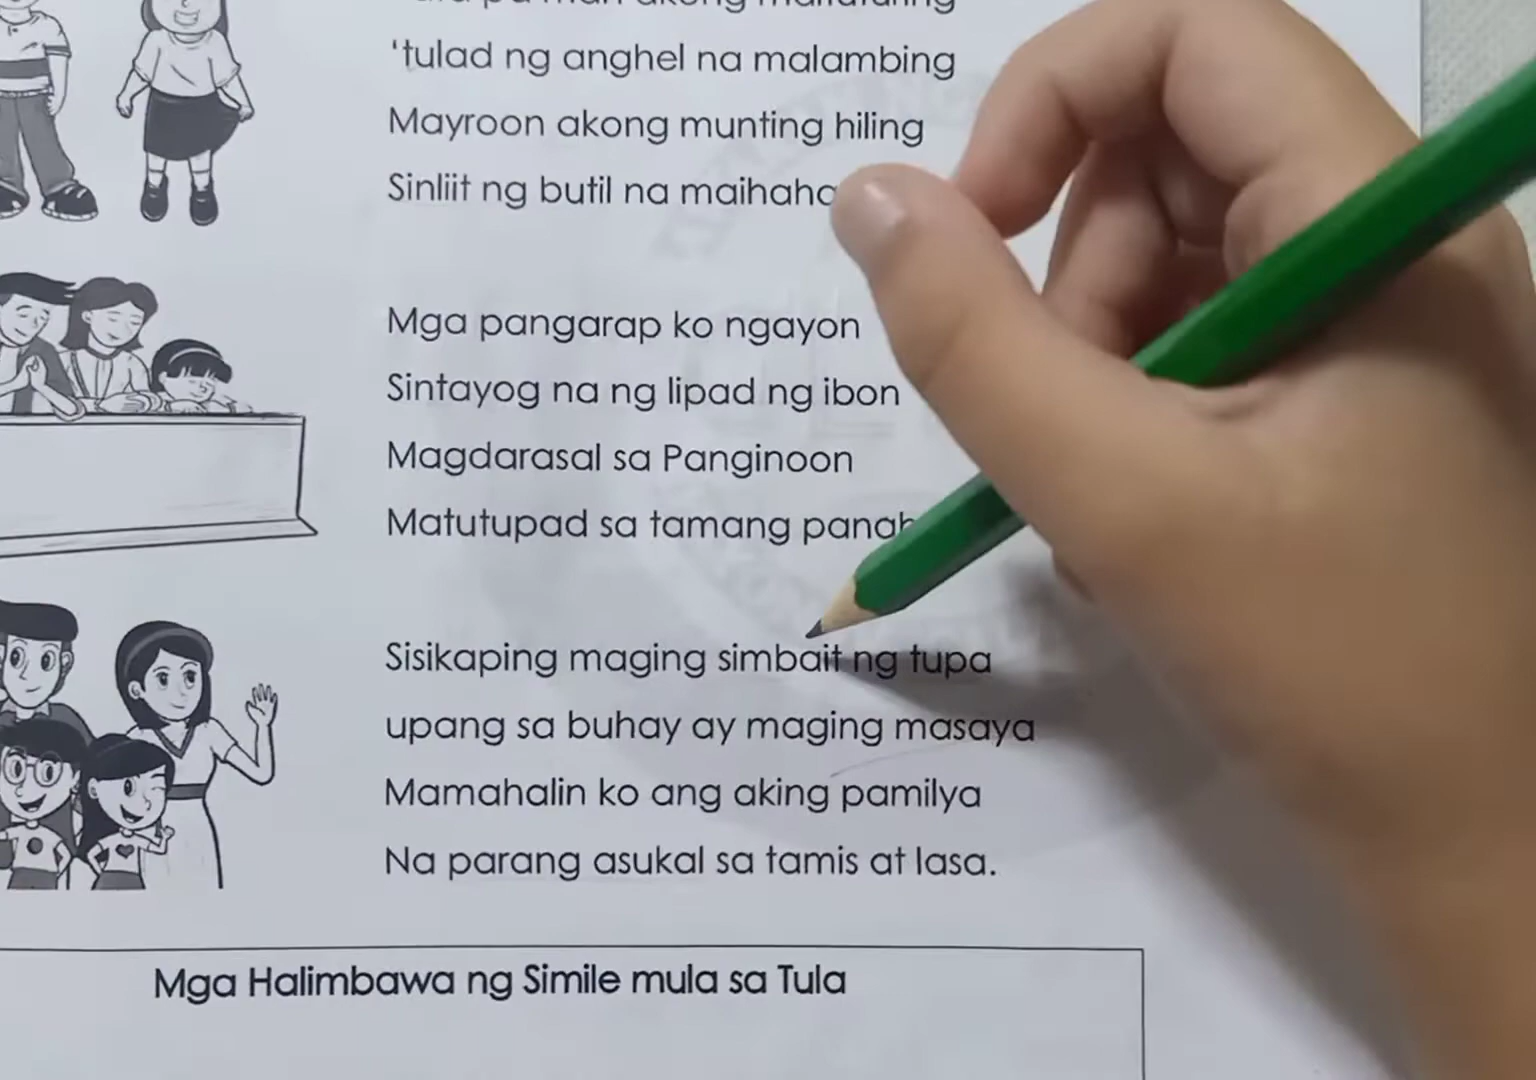 'tulad ng anghel na malambing
Mayroon akong munting hiling
Sinliit ng butil na
Mga pangarap ko ngayon
Sintayog na ng lipad ng ibon
Magdarasal sa Panginoon
Matutupad sa tamang
Sisikaping maging simbait ng tupa
upang sa buhay ay maging masaya
Mamahalin ko ang aking pamilya
Na parang asukal sa tamis at lasa.
Mga Halimbawa ng Simile mula sa Tula